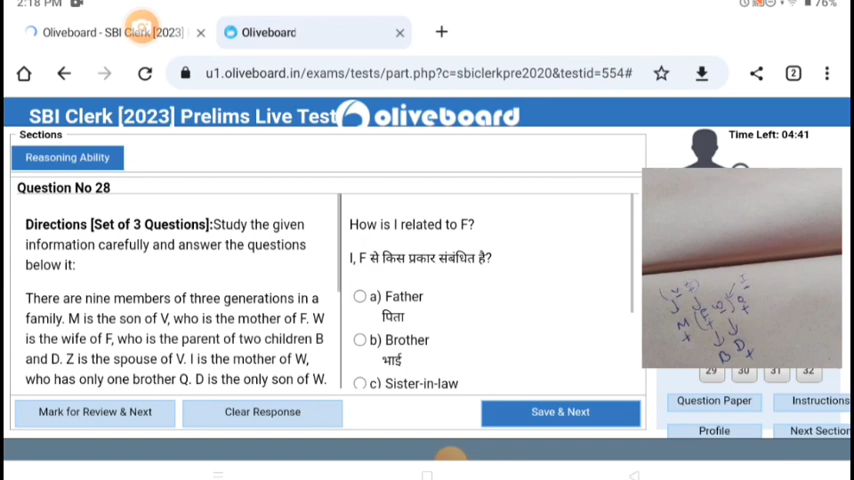 2:18 PM
76%
Oliveboard - SBI Clerk [2023]
Oliveboard
u1.oliveboard.in/exams/tests/part.php?c=sbiclerkpre2020&testid=554#
2
SBI Clerk [2023] Prelims Live Test
oliveboard
Sections
Reasoning Ability
Time Left: 04:41
Question No 28
Directions [Set of 3 Questions]:Study the given
information carefully and answer the questions
below it:
There are nine members of three generations in a
family. M is the son of V, who is the mother of F. W
is the wife of F, who is the parent of two children B
and D. Z is the spouse of V. I is the mother of W,
who has only one brother Q. D is the only son of W.
How is I related to F?
I, F से किस प्रकार संबंधित है?
a) Father
पिता
b) Brother
भाई
c) Sister-in-law
M
B D
29 30 31 32
Question Paper
Instructions
Profile
Next Section
Mark for Review & Next
Clear Response
Save & Next